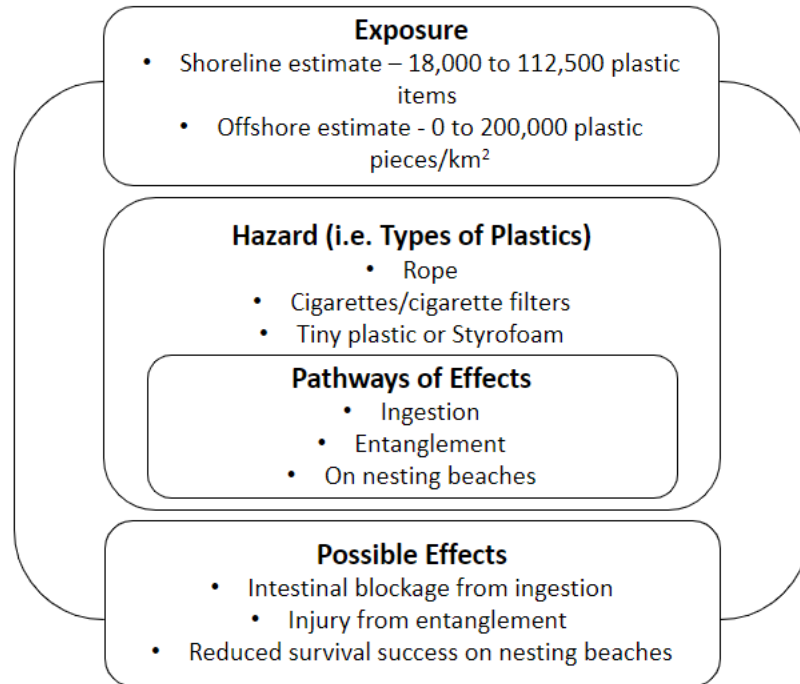 Exposure
• Shoreline estimate – 18,000 to 112,500 plastic
items
• Offshore estimate - 0 to 200,000 plastic
pieces/km²
Hazard (i.e. Types of Plastics)
• Rope
• Cigarettes/cigarette filters
• Tiny plastic or Styrofoam
Pathways of Effects
• Ingestion
• Entanglement
• On nesting beaches
Possible Effects
• Intestinal blockage from ingestion
• Injury from entanglement
• Reduced survival success on nesting beaches